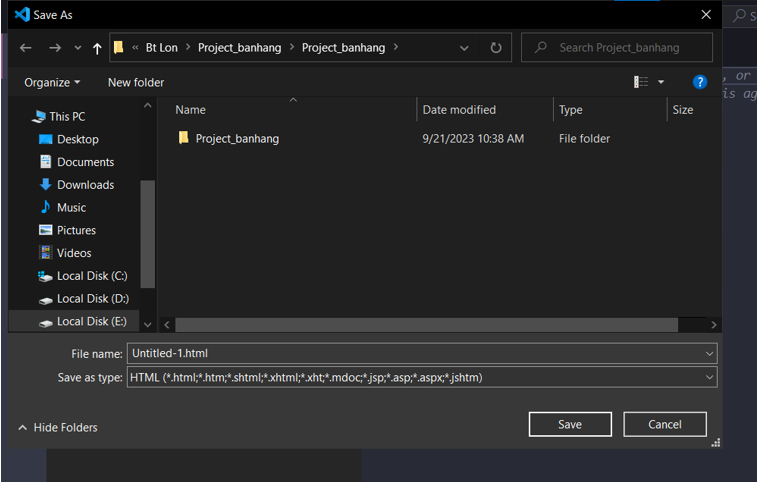 Save As
« Bt Lon > Project_banhang > Project_banhang >
Search Project_banhang
Organize
New folder
?
, or
is ag
Name
Date modified
Type
Size
Project_banhang
9/21/2023 10:38 AM
File folder
This PC
Desktop
Documents
Downloads
Music
Pictures
Videos
Local Disk (C:)
Local Disk (D:)
Local Disk (E:)
File name:
Untitled-1.html
Save as type:
HTML (*.html;*.htm;*.shtml;*.xhtml;*.xht;*.mdoc;*.jsp;*.asp;*.aspx;*.jshtm)
Hide Folders
Save
Cancel